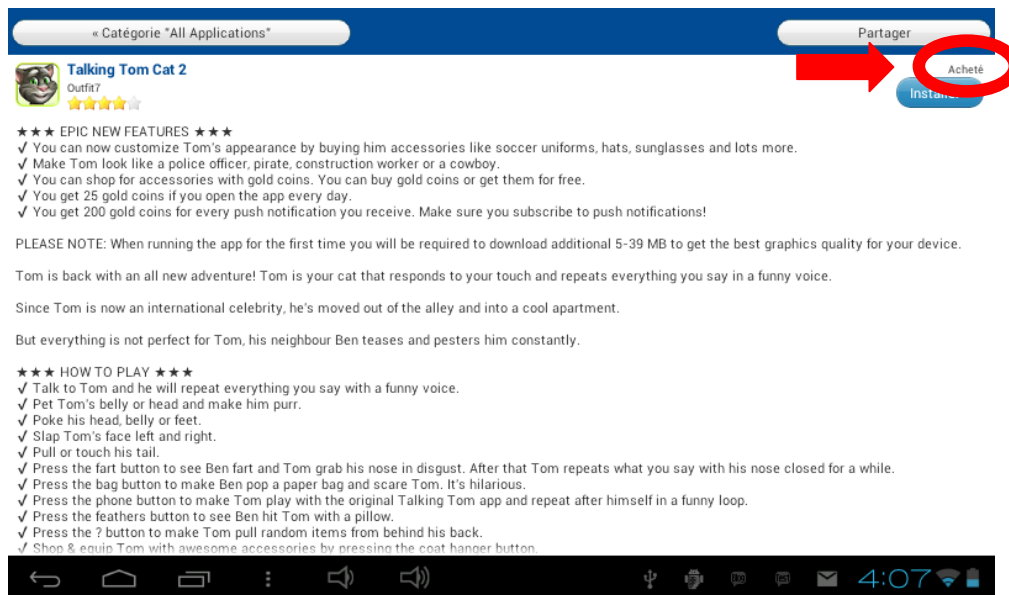 « Catégorie "All Applications"
Partager
Talking Tom Cat 2
Acheté
Outfit7
★★★ EPIC NEW FEATURES ★★★
√ You can now customize Tom's appearance by buying him accessories like soccer uniforms, hats, sunglasses and lots more.
√ Make Tom look like a police officer, pirate, construction worker or a cowboy.
√ You can shop for accessories with gold coins. You can buy gold coins or get them for free.
√ You get 25 gold coins if you open the app every day.
√ You get 200 gold coins for every push notification you receive. Make sure you subscribe to push notifications!
PLEASE NOTE: When running the app for the first time you will be required to download additional 5-39 MB to get the best graphics quality for your device.
Tom is back with an all new adventure! Tom is your cat that responds to your touch and repeats everything you say in a funny voice.
Since Tom is now an international celebrity, he's moved out of the alley and into a cool apartment.
But everything is not perfect for Tom, his neighbour Ben teases and pesters him constantly.
★★★ HOW TO PLAY ★★★
√ Talk to Tom and he will repeat everything you say with a funny voice.
√ Pet Tom's belly or head and make him purr.
√ Poke his head, belly or feet.
√ Slap Tom's face left and right.
√ Pull or touch his tail.
√ Press the fart button to see Ben fart and Tom grab his nose in disgust. After that Tom repeats what you say with his nose closed for a while.
√ Press the bag button to make Ben pop a paper bag and scare Tom. It's hilarious.
√ Press the phone button to make Tom play with the original Talking Tom app and repeat after himself in a funny loop.
√ Press the feathers button to see Ben hit Tom with a pillow.
√ Press the ? button to make Tom pull random items from behind his back.
√ Shop & equip Tom with awesome accessories by pressing the coat hanger button.
4:07